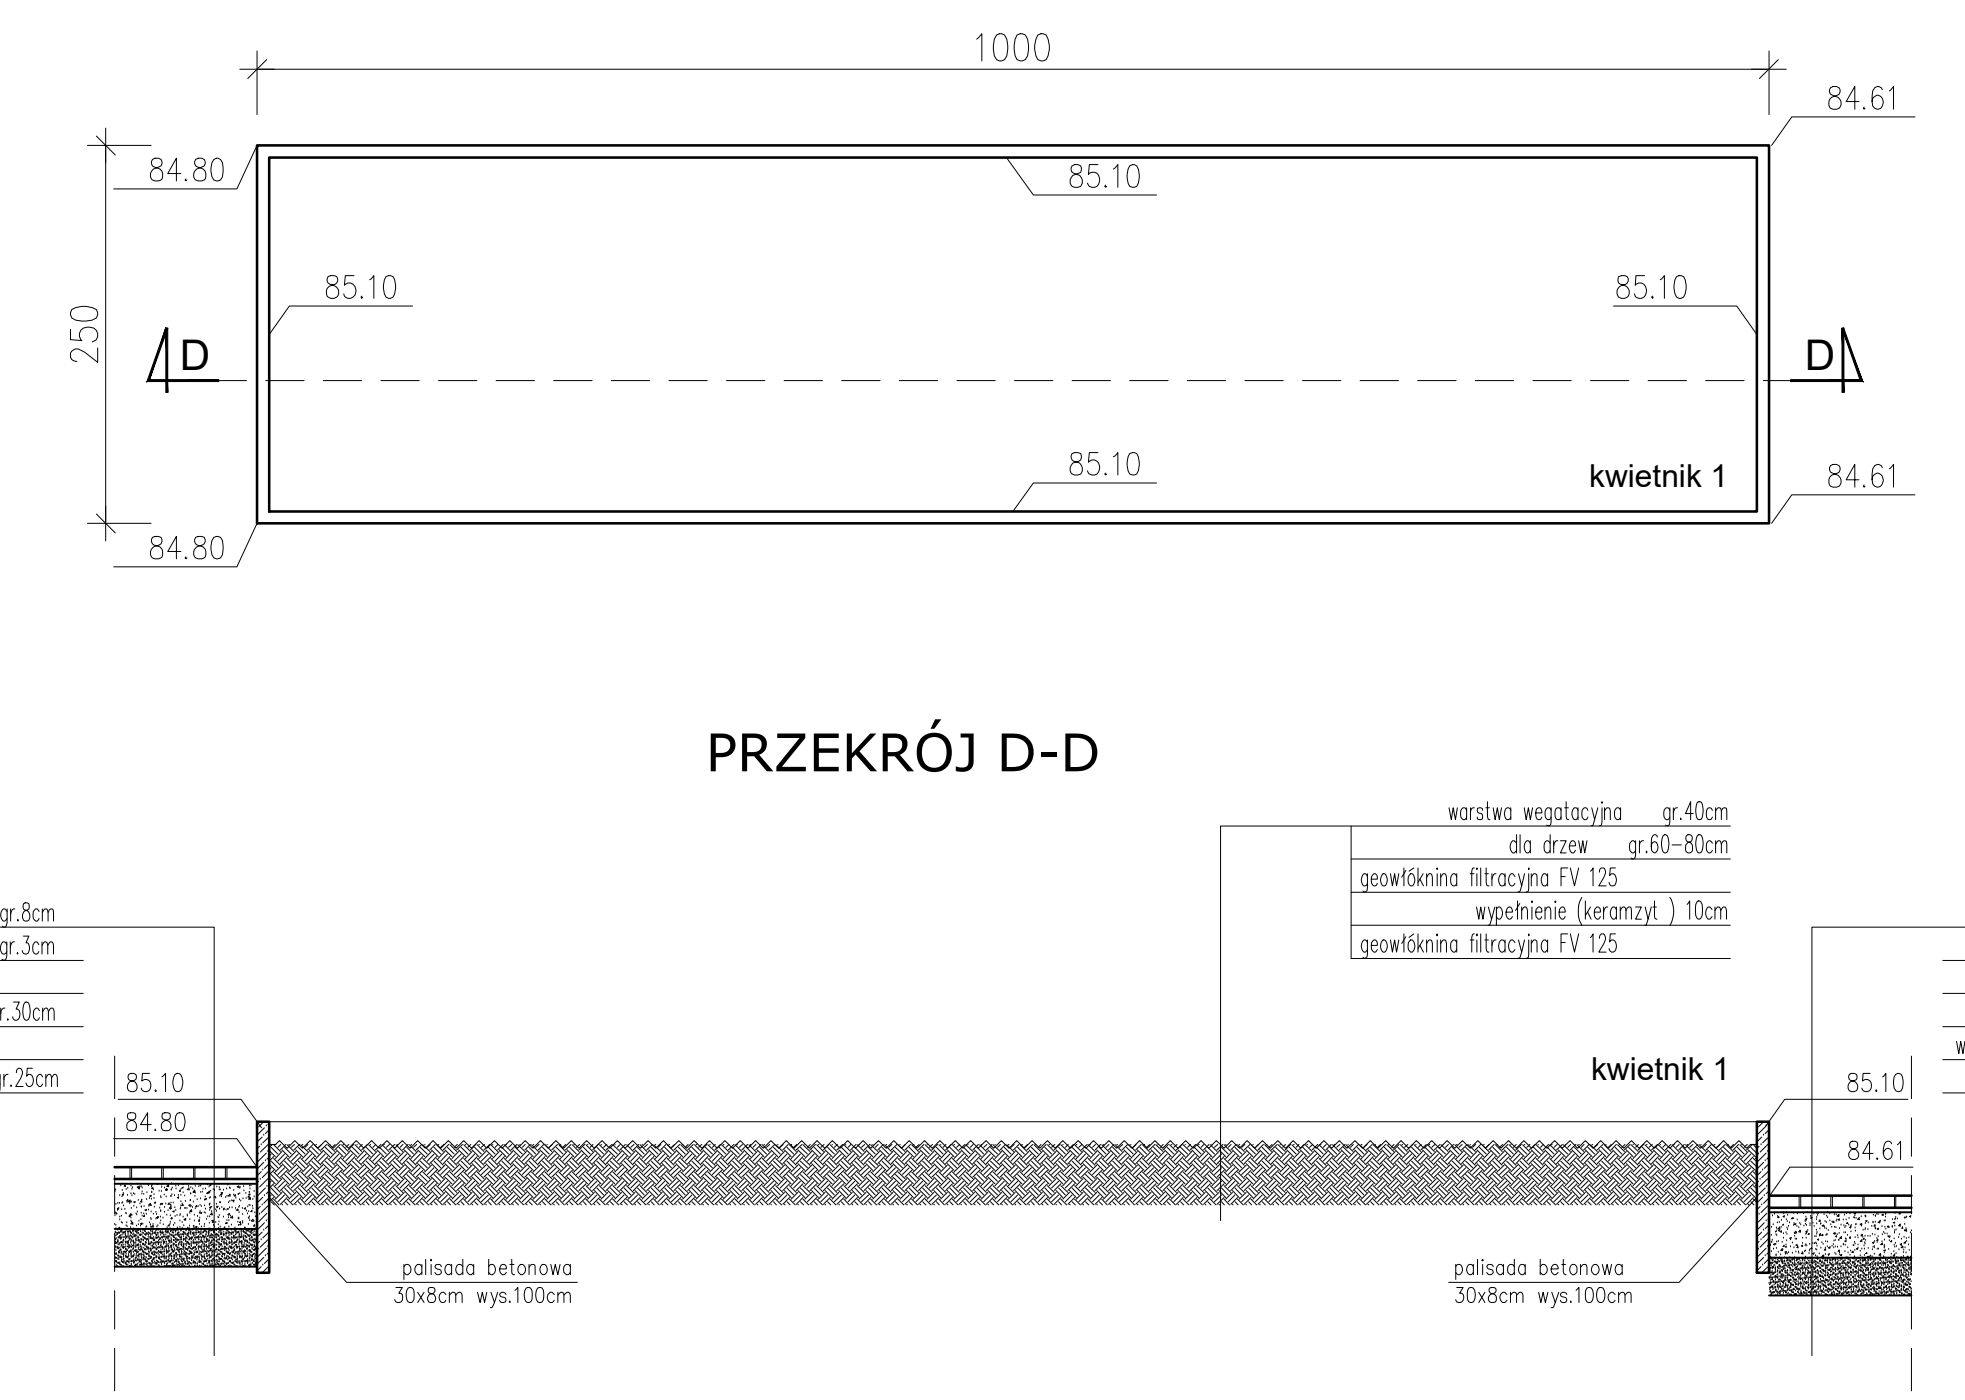 1000
84.61
84.80
85.10
85.10
85.10
250
D
D
85.10
kwietnik 1
84.61
84.80
PRZEKRÓJ D-D
warstwa wegatacyjna gr.40cm
dla drzew gr.60-80cm
geowłóknina filtracyjna FV 125
wypełnienie (keramzyt ) 10cm
geowłóknina filtracyjna FV 125
gr.8cm
gr.3cm
r.30cm
gr.25cm
w
kwietnik 1
85.10
85.10
84.80
84.61
palisada betonowa
30x8cm wys.100cm
palisada betonowa
30x8cm wys.100cm